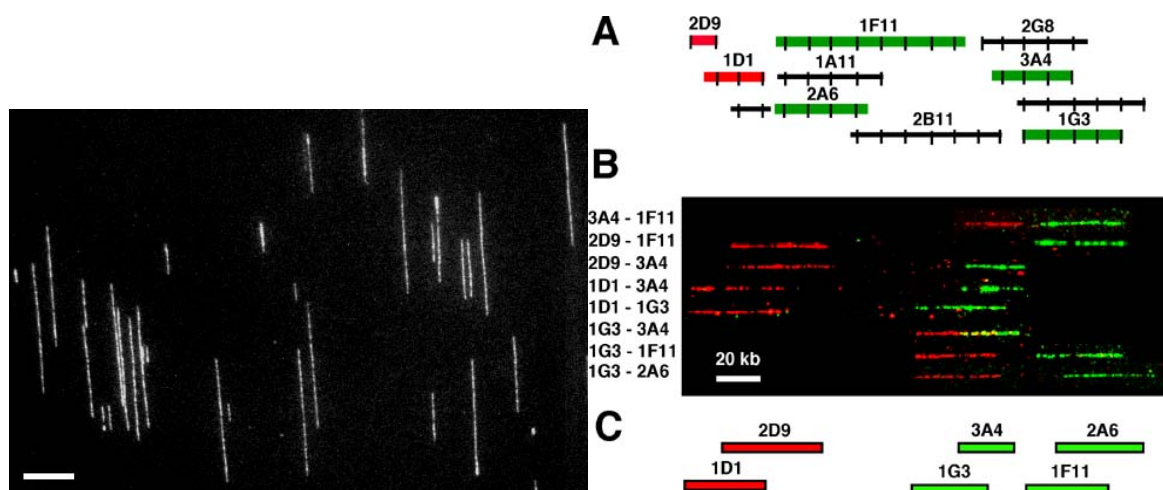 A
2D9 1F11 2G8
1D1 1A11 3A4
2A6
2B11 1G3
B
3A4 - 1F11
2D9 - 1F11
2D9 - 3A4
1D1 - 3A4
1D1 - 1G3
1G3 - 3A4
1G3 - 1F11
1G3 - 2A6
20 kb
C
2D9 3A4 2A6
1D1 1G3 1F11